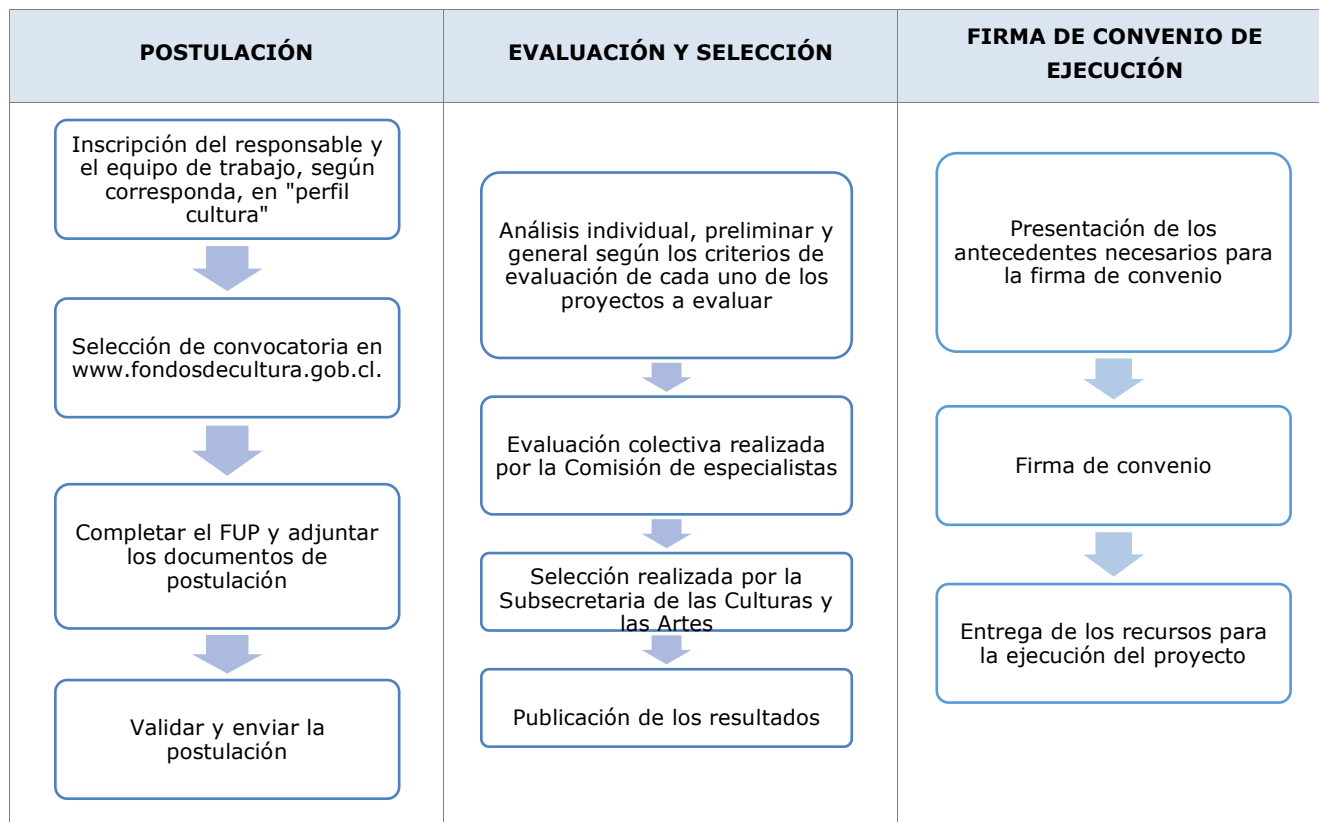 POSTULACIÓN
Inscripción del responsable y
el equipo de trabajo, según
corresponda, en "perfil
cultura"
Selección de convocatoria en
www.fondosdecultura.gob.cl.
Completar el FUP y adjuntar
los documentos de
postulación
Validar y enviar la
postulación
EVALUACIÓN Y SELECCIÓN
Análisis individual, preliminar y
general según los criterios de
evaluación de cada uno de los
proyectos a evaluar
Evaluación colectiva realizada
por la Comisión de especialistas
Selección realizada por la
Subsecretaria de las Culturas y
las Artes
Publicación de los resultados
FIRMA DE CONVENIO DE
EJECUCIÓN
Presentación de los
antecedentes necesarios para
la firma de convenio
Firma de convenio
Entrega de los recursos para
la ejecución del proyecto